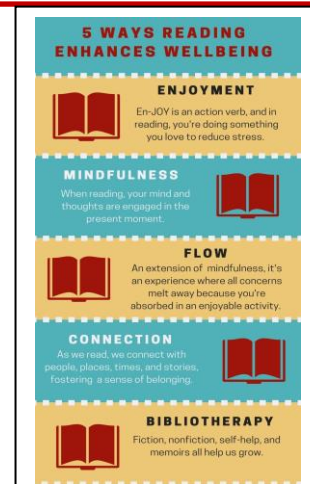 5 WAYS READING
ENHANCES WELLBEING
ENJOYMENT
En-JOY is an action verb, and in
reading, you're doing something
you love to reduce stress.
MINDFULNESS
When reading, your mind and
thoughts are engaged in the
present moment.
FLOW
An extension of mindfulness, it's
an experience where all concerns
melt away because you're
absorbed in an enjoyable activity.
CONNECTION
As we read, we connect with
people, places, times, and stories,
fostering a sense of belonging.
BIBLIOTHERAPY
Fiction, nonfiction, self-help, and
memoirs all help us grow.